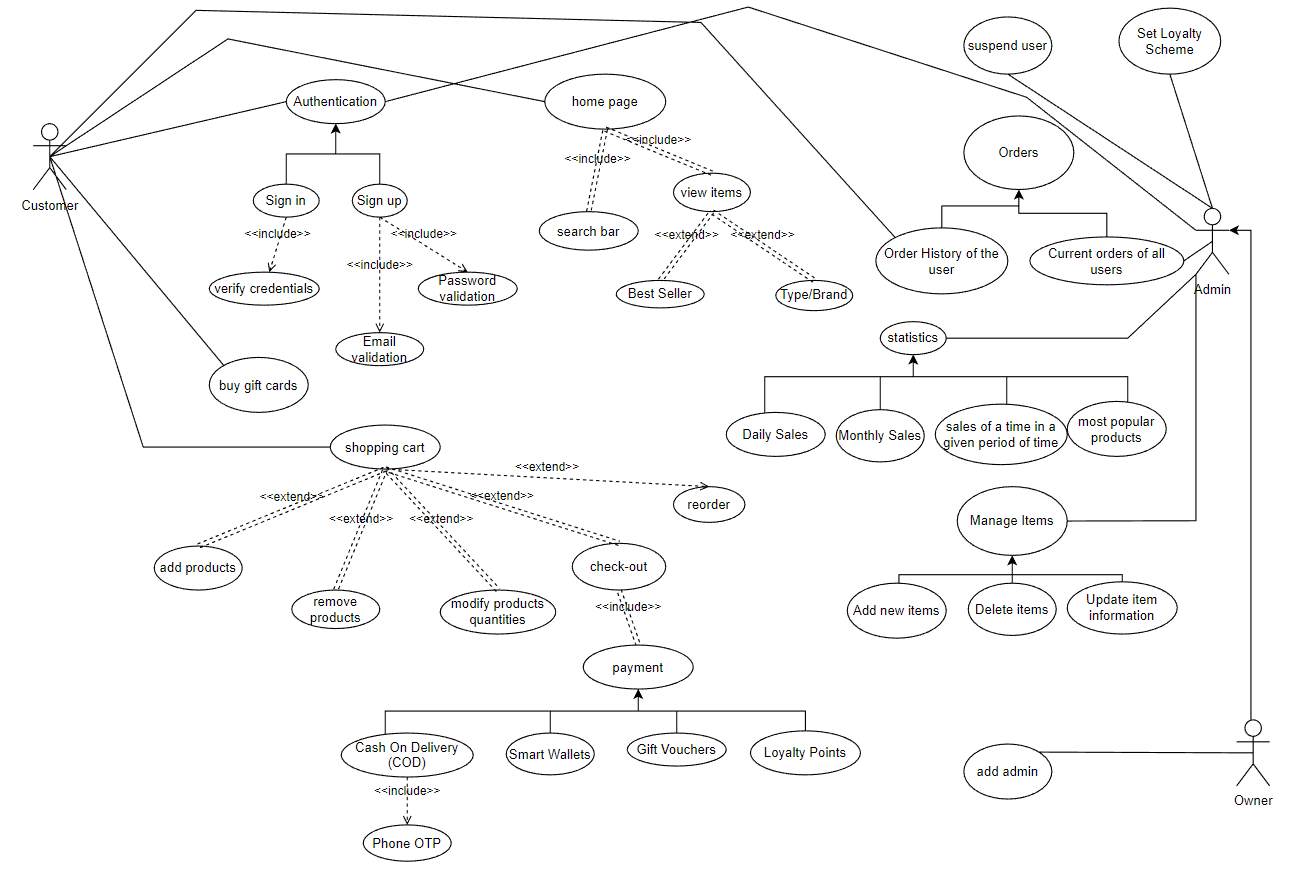 suspend user
Set Loyalty
Scheme
Authentication
home page
<<include>>
<<include>>
Orders
Customer
Sign in
Sign up
view items
<<include>>
<<include>>
search bar
<<extend>>
<<extend>>
<<include>>
Order History of the
user
Current orders of all
users
verify credentials
Password
validation
Best Seller
Type/Brand
Admin
Email
validation
statistics
buy gift cards
Daily Sales
Monthly Sales
sales of a time in a
given period of time
most popular
products
shopping cart
<<extend>>
<<extend>>
<<extend>>
reorder
<<extend>>
<<extend>>
Manage Items
add products
check-out
remove
products
modify products
quantities
<<include>>
Add new items
Delete items
Update item
information
payment
Cash On Delivery
(COD)
Smart Wallets
Gift Vouchers
Loyalty Points
add admin
<<include>>
Owner
Phone OTP